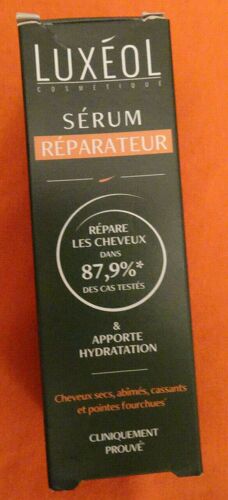 LUXÉOL
COSMETIQUE
SÉRUM
RÉPARATEUR
RÉPARE
LES CHEVEUX
DANS
87,9%*
DES CAS TESTÉS
&
APPORTE
HYDRATATION
Cheveux secs, abîmés, cassants
et pointes fourchues*
CLINIQUEMENT
PROUVÉ*